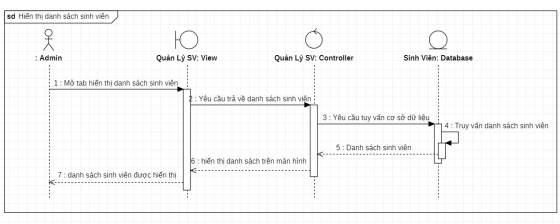 sd Hiển thị danh sách sinh viên
: Admin
Quản Lý SV: View
Quản Lý SV: Controller
Sinh Viên: Database
1 : Mở tab hiển thị danh sách sinh viên
2 : Yêu cầu trả về danh sách sinh viên
3 : Yêu cầu tuy vấn cơ sở dữ liệu
4 : Truy vấn danh sách sinh viên
5 : Danh sách sinh viên
6 : hiển thị danh sách trên màn hình
7 : danh sách sinh viên được hiển thị